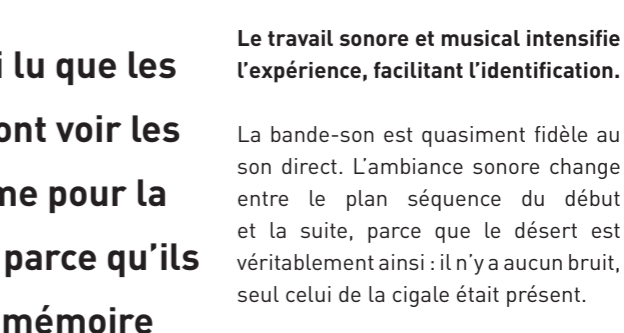 i lu que les
ont voir les
me pour la
parce qu’ils
mémoire
Le travail sonore et musical intensifie
l’expérience, facilitant l’identification.
La bande-son est quasiment fidèle au
son direct. L’ambiance sonore change
entre le plan séquence du début
et la suite, parce que le désert est
véritablement ainsi : il n’y a aucun bruit,
seul celui de la cigale était présent.